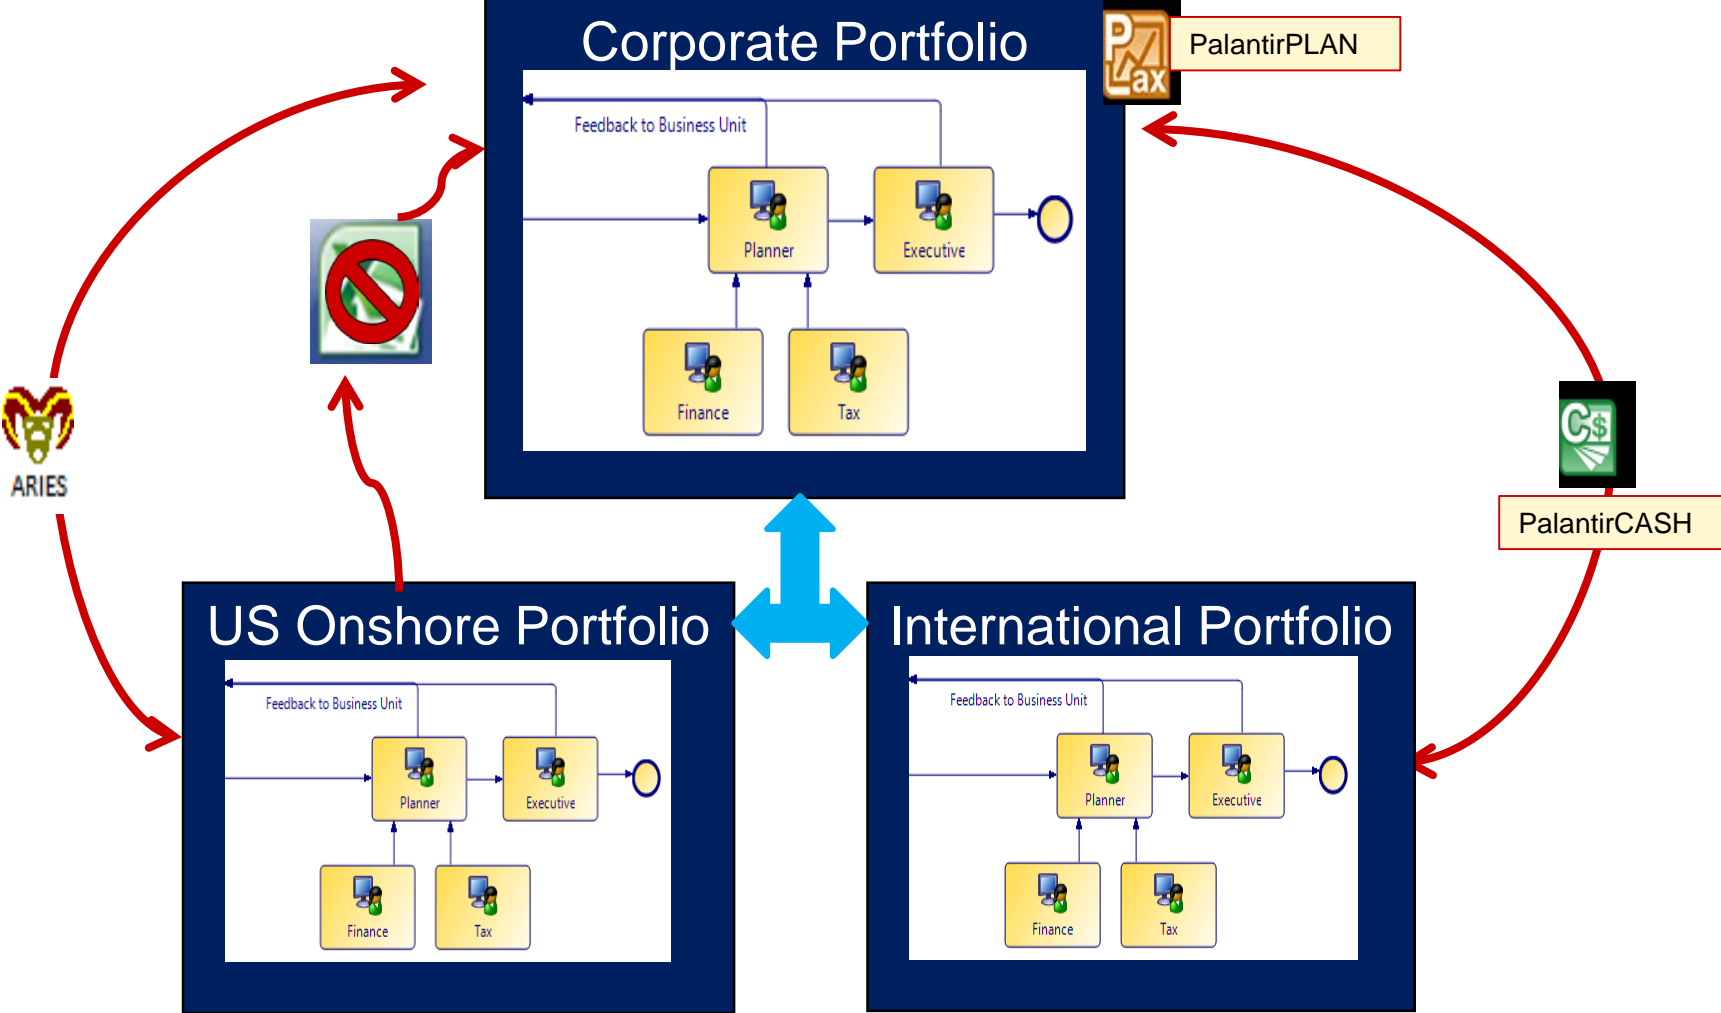 Corporate Portfolio
P
ax
PalantirPLAN
Feedback to Business Unit
Planner
Executive
Finance
Tax
ARIES
C$
PalantirCASH
US Onshore Portfolio
Feedback to Business Unit
Planner
Executive
Finance
Tax
International Portfolio
Feedback to Business Unit
Planner
Executive
Finance
Tax